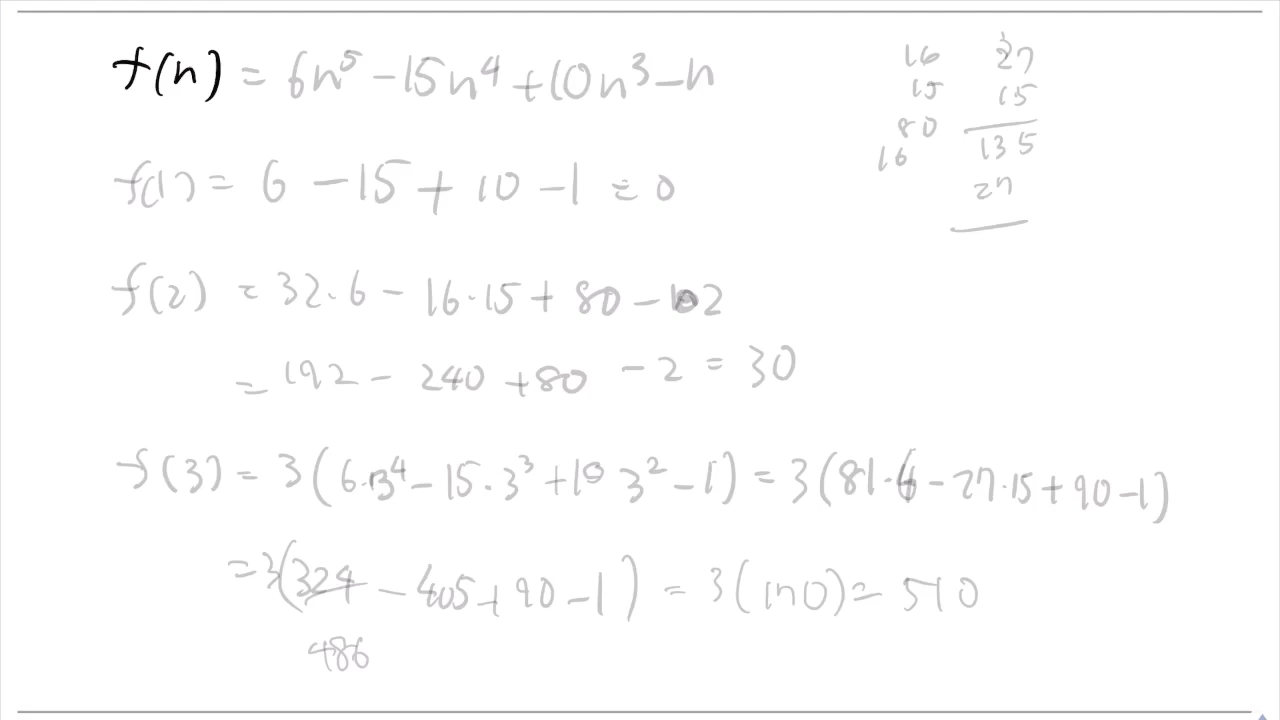 f(n) = 6n⁵ − 15n⁴ + 10n³ − n
f(1) = 6 − 15 + 10 − 1 = 0
f(2) = 32·6 − 16·15 + 80 − 2
= 192 − 240 + 80 − 2 = 30
f(3) = 3(6·3⁴ − 15·3³ + 10 3² − 1) = 3(81·6 − 27·15 + 90 − 1)
= 3(324 − 405 + 90 − 1) = 3(170) = 510
486
16
15
80
16
27
15
135
27